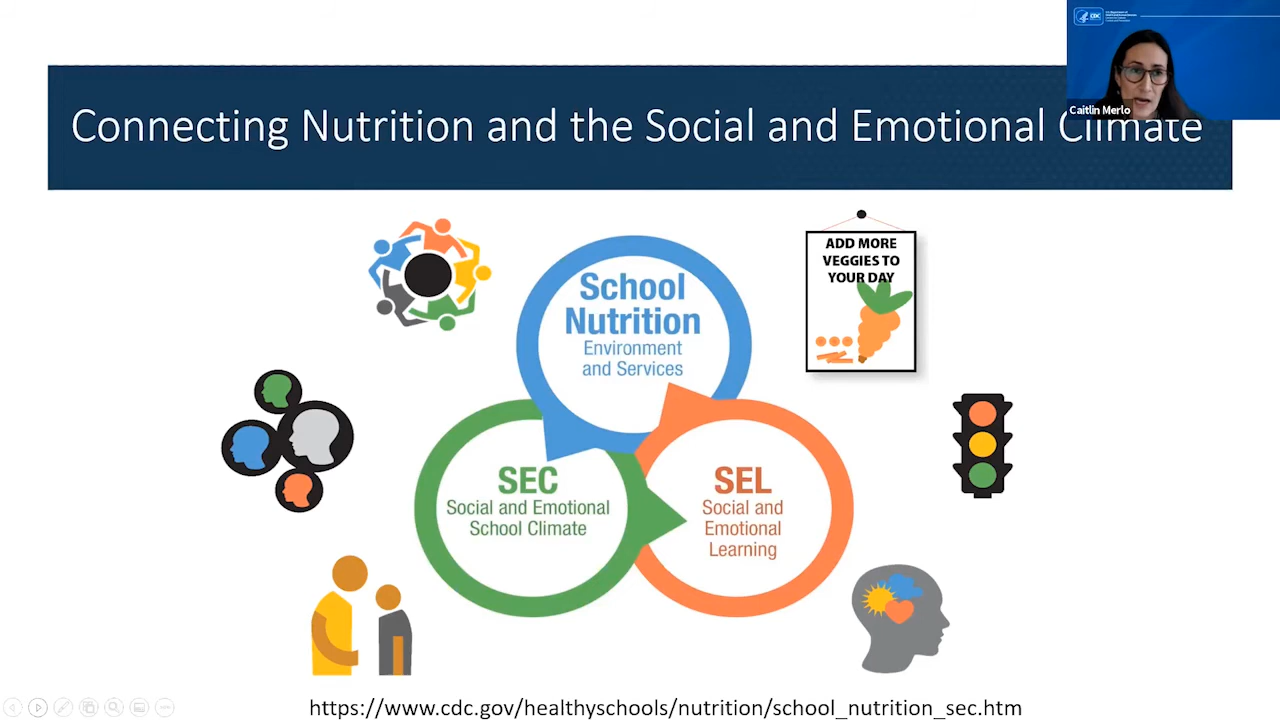 Connecting Nutrition and the Social and Emotional Climate
CDC
Caitlin Merlo
ADD MORE
VEGGIES TO
YOUR DAY
School
Nutrition
Environment
and Services
SEC
Social and Emotional
School Climate
SEL
Social and
Emotional
Learning
https://www.cdc.gov/healthyschools/nutrition/school_nutrition_sec.htm